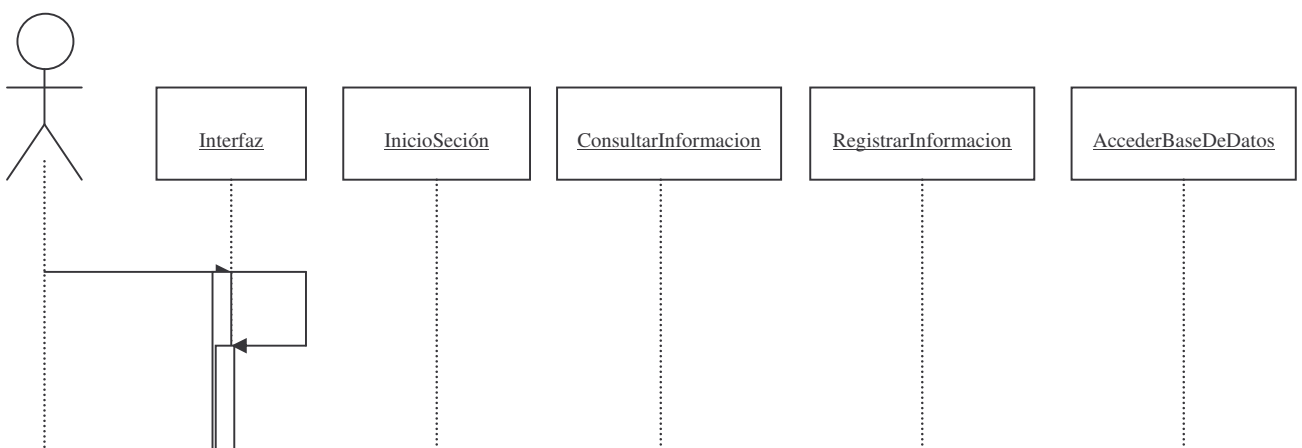 Interfaz
InicioSeción
ConsultarInformacion
RegistrarInformacion
AccederBaseDeDatos